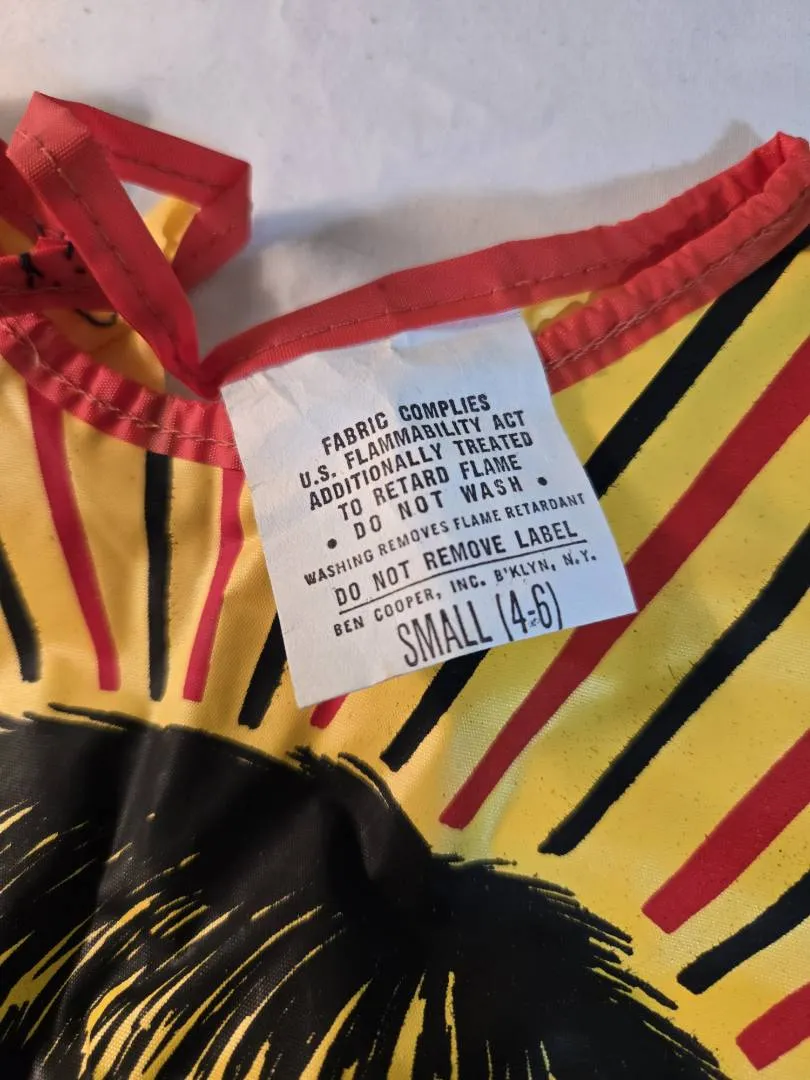 FABRIC COMPLIES
U.S. FLAMMABILITY ACT
ADDITIONALLY TREATED
TO RETARD FLAME
• DO NOT WASH •
WASHING REMOVES FLAME RETARDANT
DO NOT REMOVE LABEL
BEN COOPER, INC. B'KLYN, N.Y.
SMALL (4-6)